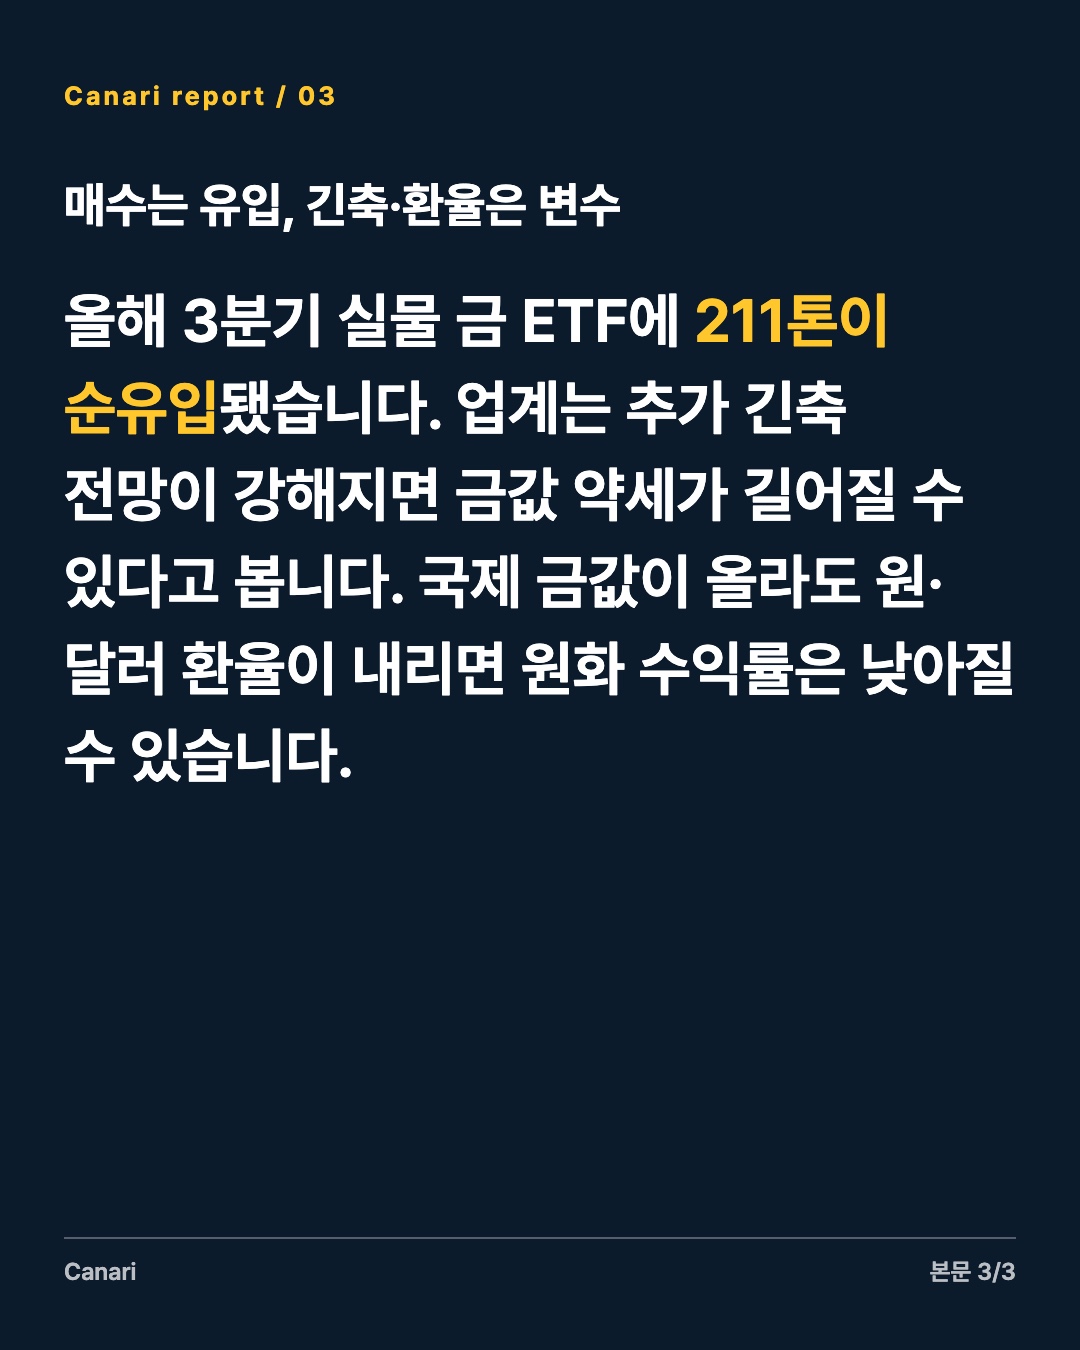 Canari report / 03
매수는 유입, 긴축·환율은 변수
올해 3분기 실물 금 ETF에 211톤이
순유입됐습니다. 업계는 추가 긴축
전망이 강해지면 금값 약세가 길어질 수
있다고 봅니다. 국제 금값이 올라도 원·
달러 환율이 내리면 원화 수익률은 낮아질
수 있습니다.
Canari
본문 3/3